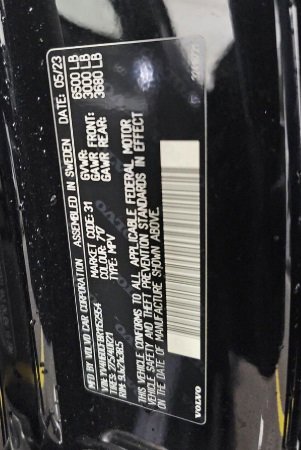 MFD BY VOLVO CAR CORPORATION ASSEMBLED IN SWEDEN DATE: 05/23
GVWR: 6500 LB
MARKET CODE: 31 GAWR FRONT: 3000 LB
COLOUR: 717 GAWR REAR: 3680 LB
TYPE: MPV
THIS VEHICLE CONFORMS TO ALL APPLICABLE FEDERAL MOTOR
VEHICLE SAFETY AND THEFT PREVENTION STANDARDS IN EFFECT
ON THE DATE OF MANUFACTURE SHOWN ABOVE.
VOLVO